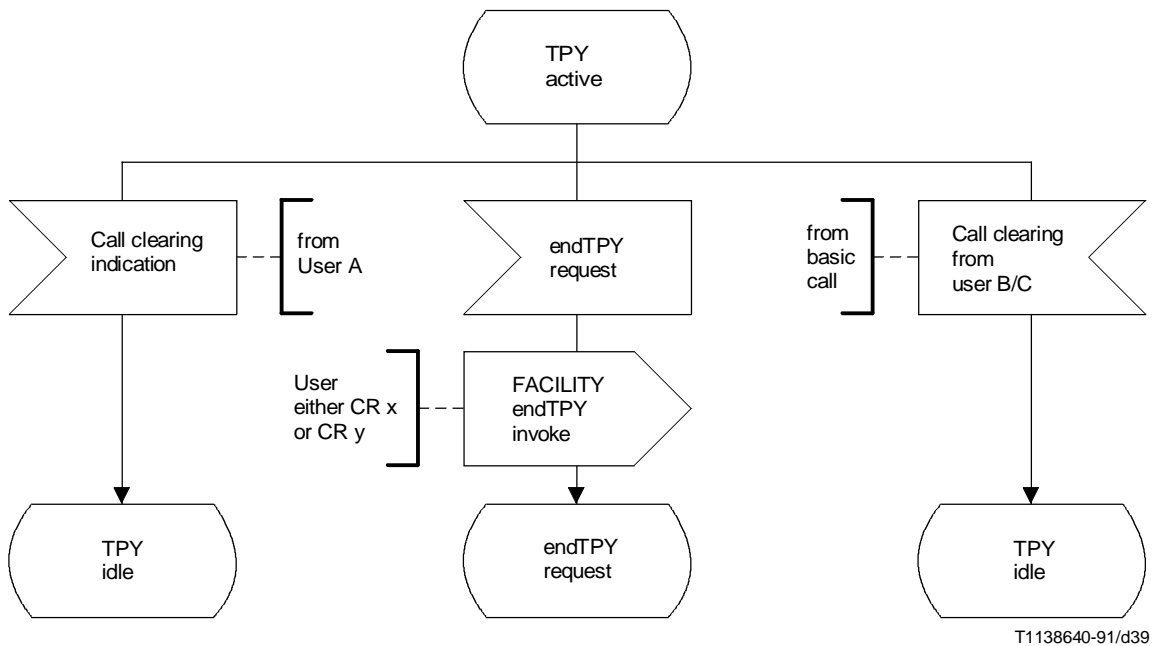 TPY
active
Call clearing
indication
from
User A
endTPY
request
from
basic
call
Call clearing
from
user B/C
User
either CR x
or CR y
FACILITY
endTPY
invoke
TPY
idle
endTPY
request
TPY
idle
T1138640-91/d39